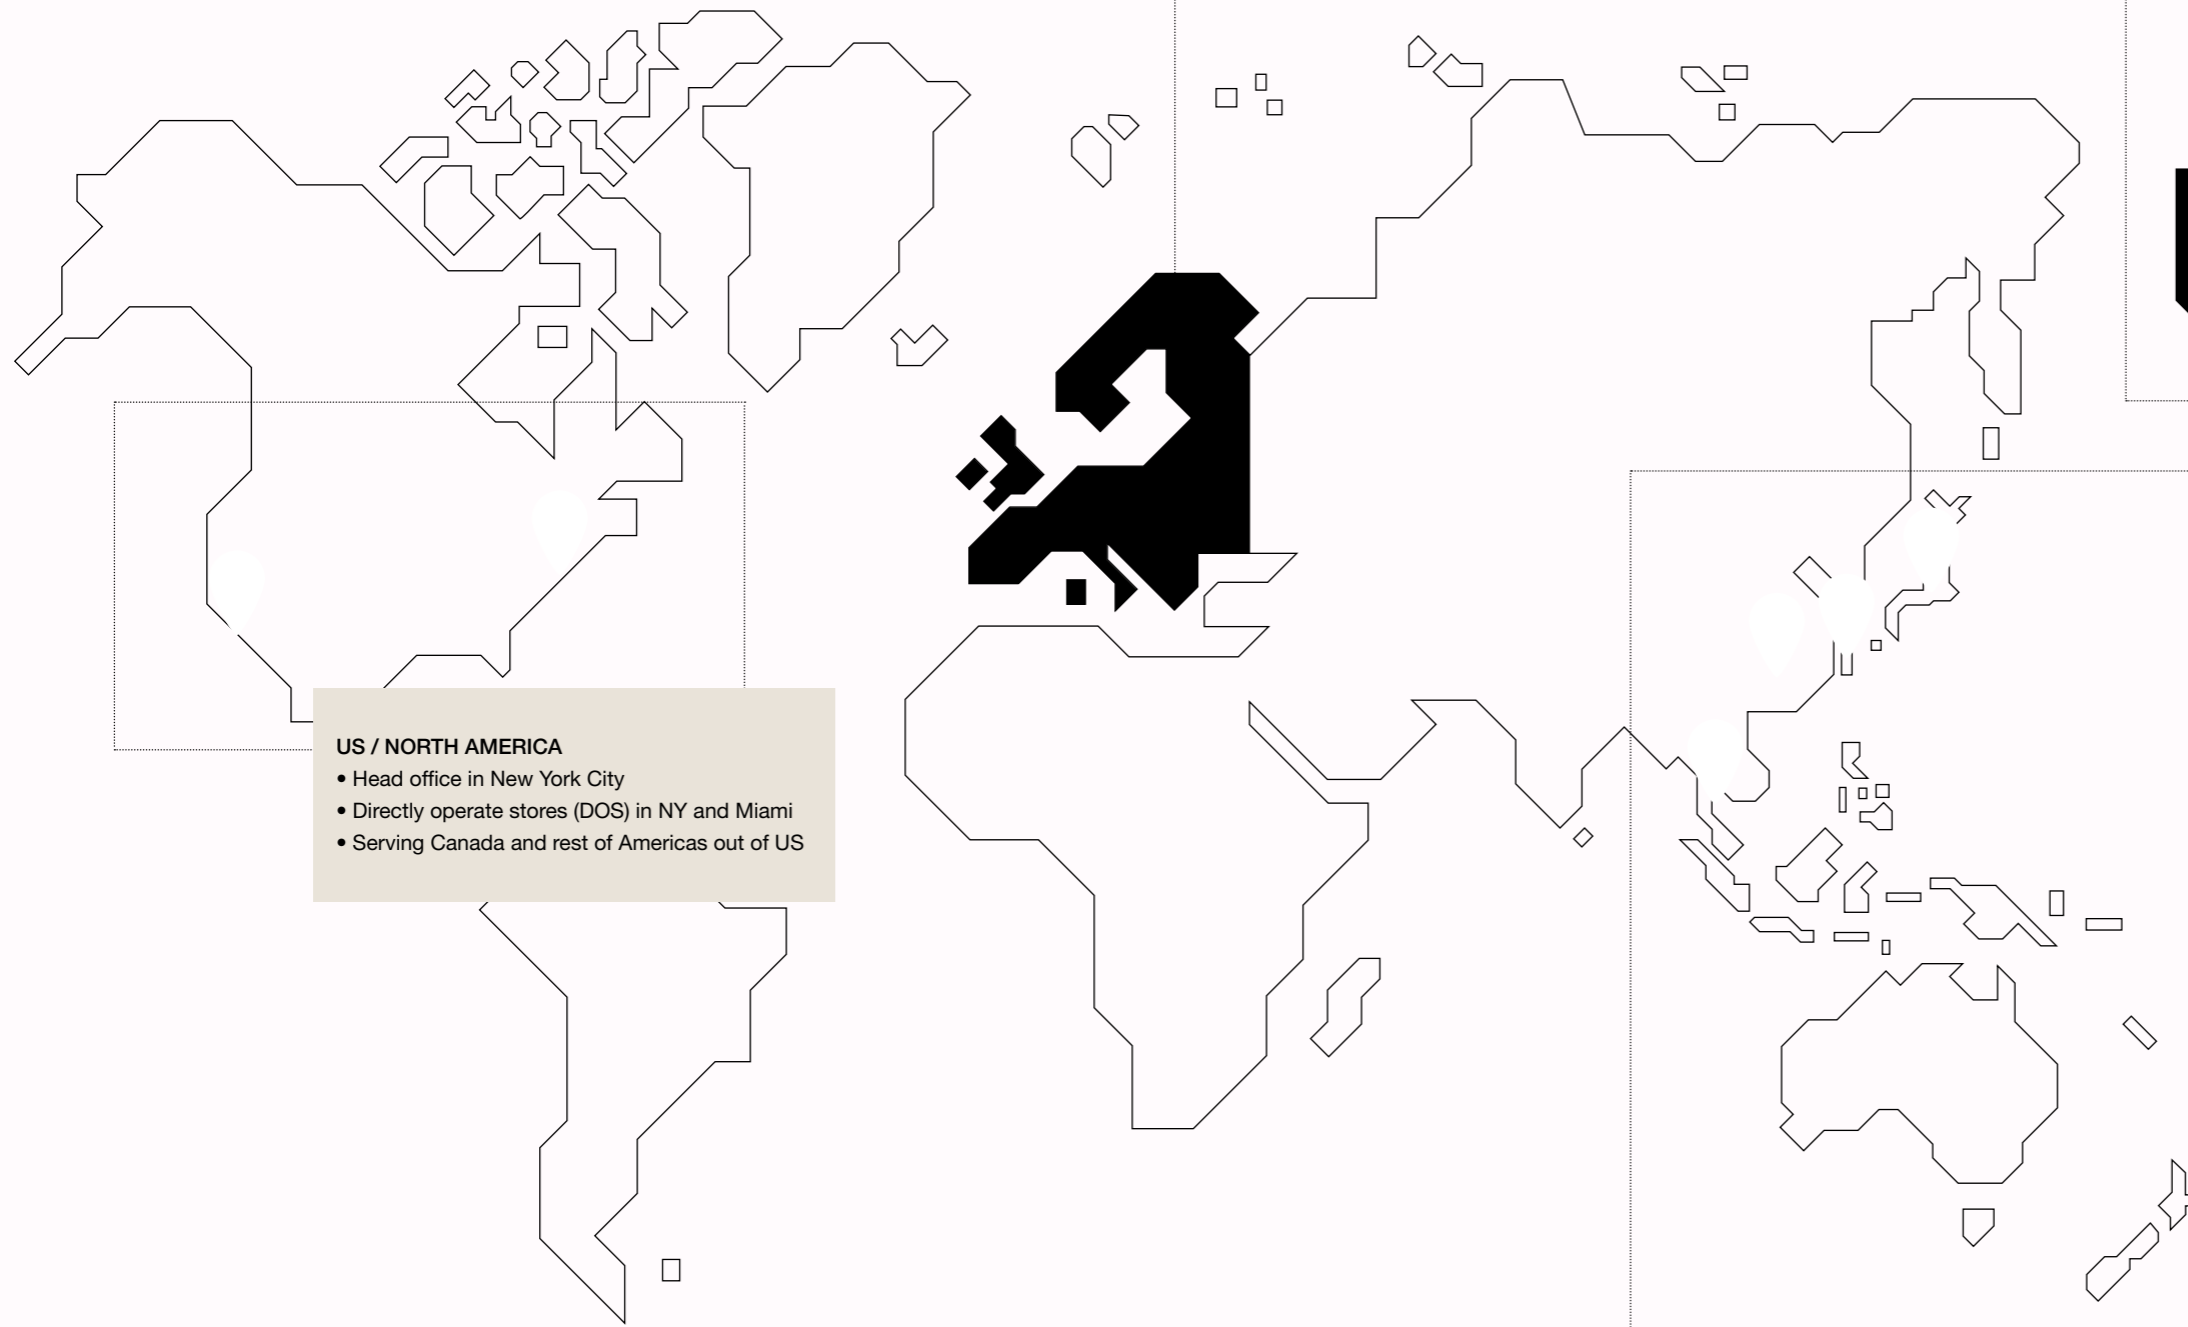 US / NORTH AMERICA
• Head office in New York City
• Directly operate stores (DOS) in NY and Miami
• Serving Canada and rest of Americas out of US